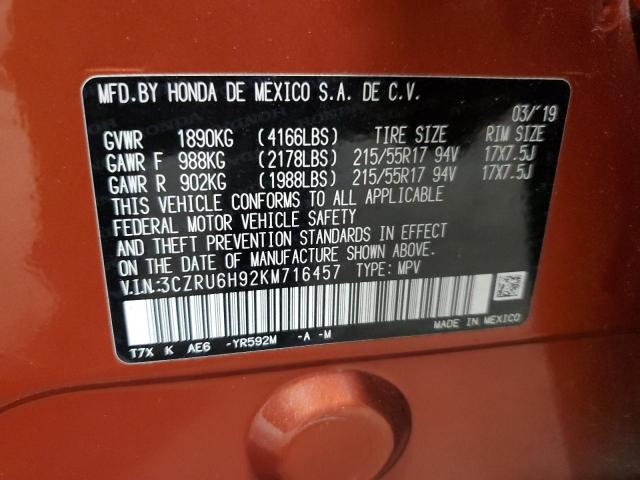 MFD.BY HONDA DE MEXICO S.A. DE C.V.
03/'19
GVWR 1890KG (4166LBS) TIRE SIZE RIM SIZE
GAWR F 988KG (2178LBS) 215/55R17 94V 17X7.5J
GAWR R 902KG (1988LBS) 215/55R17 94V 17X7.5J
THIS VEHICLE CONFORMS TO ALL APPLICABLE
FEDERAL MOTOR VEHICLE SAFETY
AND THEFT PREVENTION STANDARDS IN EFFECT
ON THE DATE OF MANUFACTURE SHOWN ABOVE.
V.I.N:3CZRU6H92KM716457 TYPE: MPV
T7X K AE6 -YR592M -A -M
MADE IN MEXICO